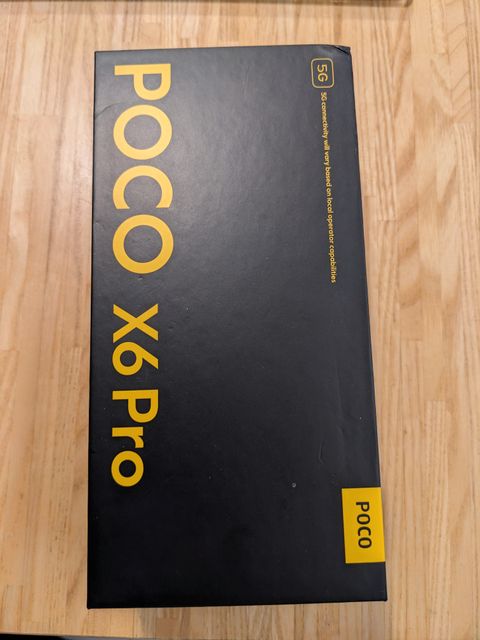 5G
5G connectivity will vary based on local operator capabilities
POCO
POCO X6 Pro